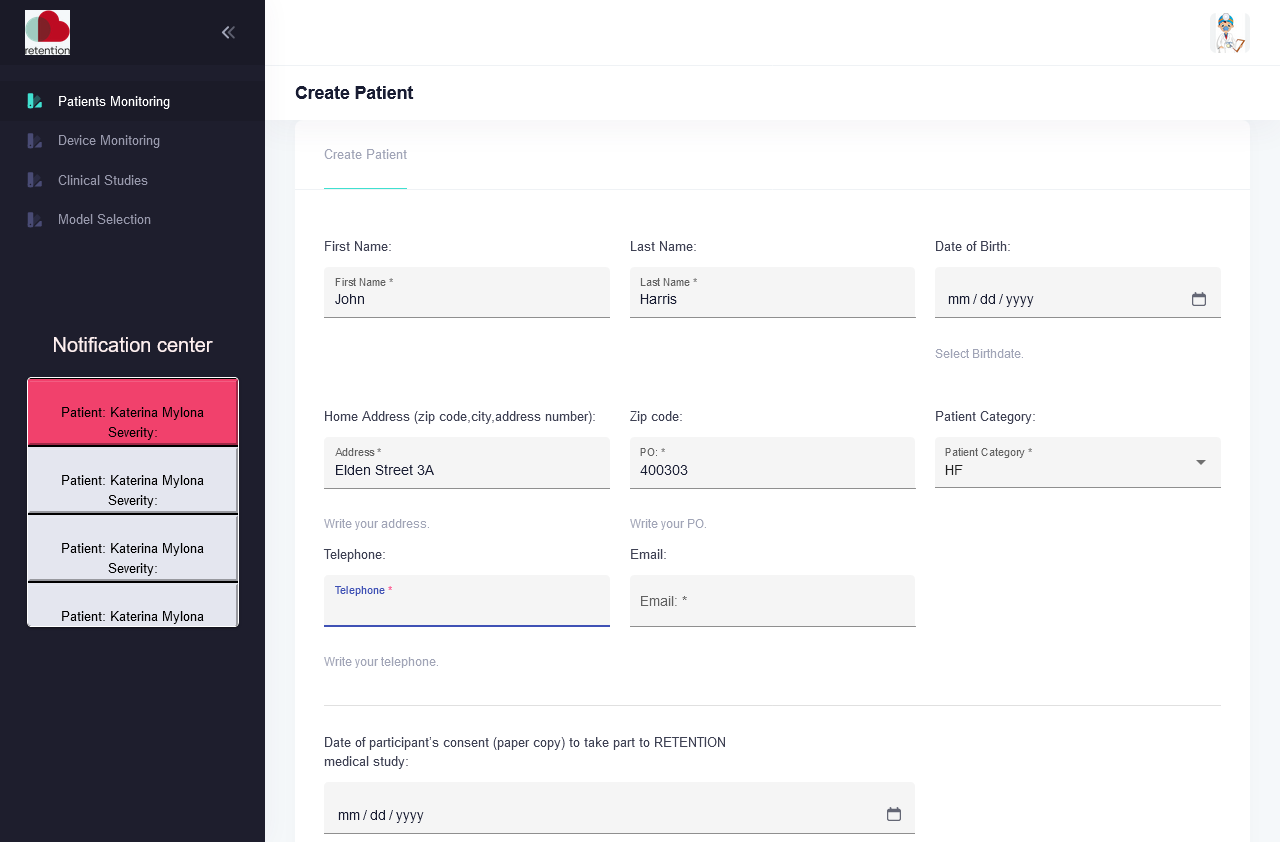 retention
Patients Monitoring
Device Monitoring
Clinical Studies
Model Selection
Notification center
Patient: Katerina Mylona
Severity:
Patient: Katerina Mylona
Severity:
Patient: Katerina Mylona
Severity:
Patient: Katerina Mylona
Create Patient
Create Patient
First Name:
Last Name:
Date of Birth:
First Name *
John
Last Name *
Harris
mm / dd / yyyy
Select Birthdate.
Home Address (zip code,city,address number):
Zip code:
Patient Category:
Address *
Elden Street 3A
PO: *
400303
Patient Category *
HF
Write your address.
Write your PO.
Telephone:
Email:
Telephone *
Email: *
Write your telephone.
Date of participant's consent (paper copy) to take part to RETENTION
medical study:
mm / dd / yyyy